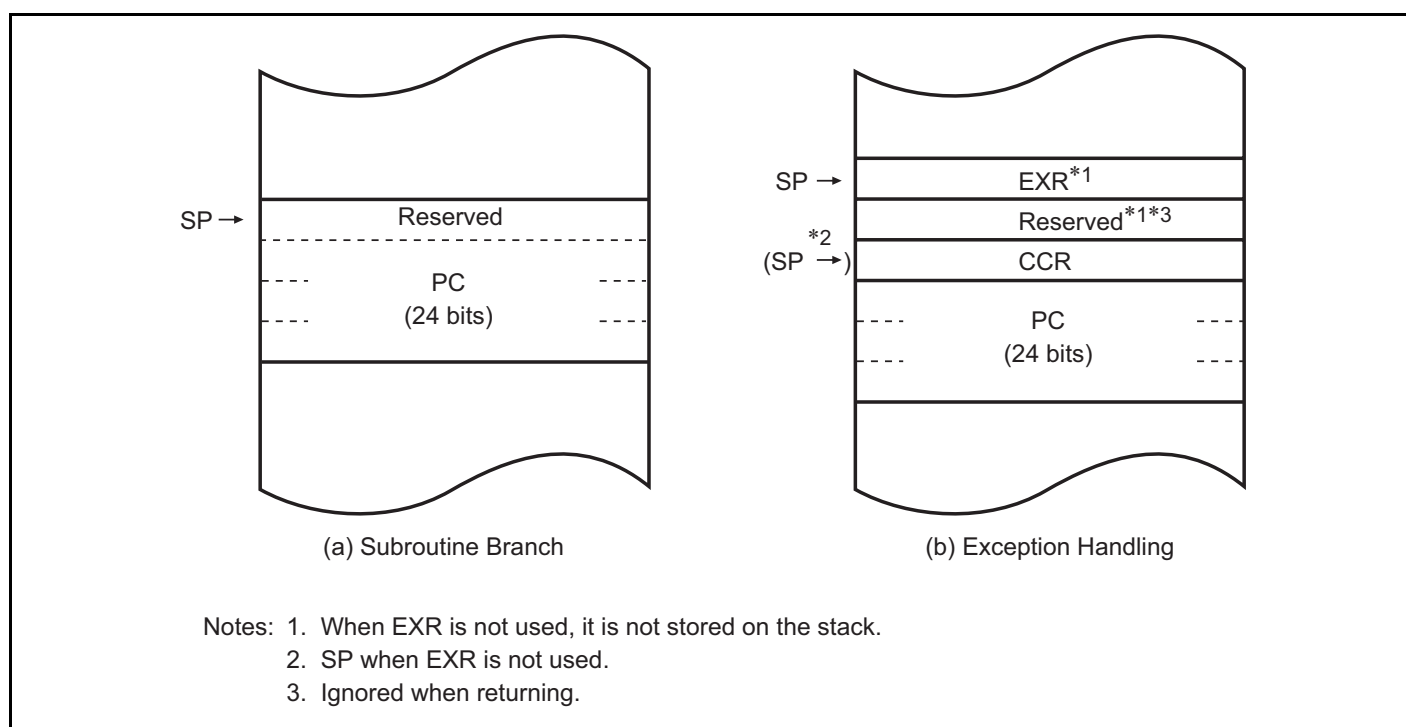 SP →
Reserved
PC
(24 bits)
(a) Subroutine Branch
SP →
EXR*1
Reserved*1*3
*2
(SP →)
CCR
PC
(24 bits)
(b) Exception Handling
Notes: 1. When EXR is not used, it is not stored on the stack.
2. SP when EXR is not used.
3. Ignored when returning.